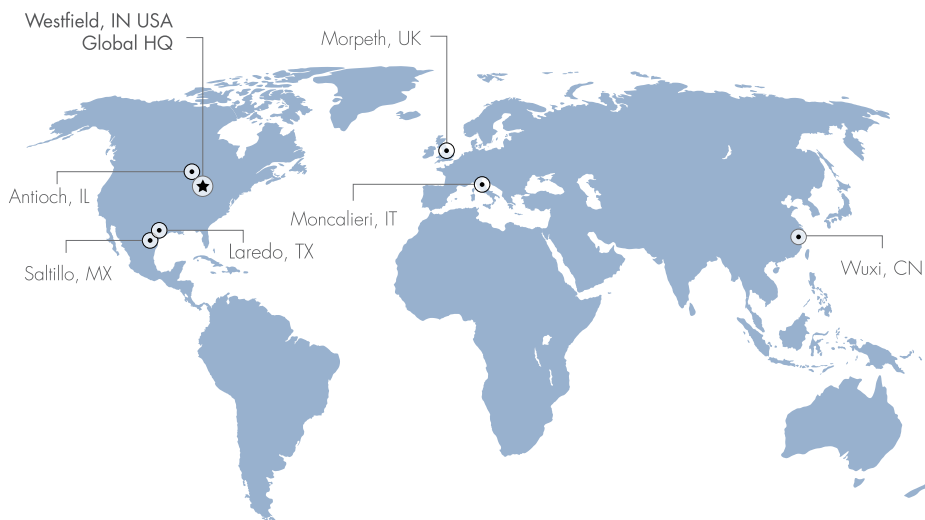 Westfield, IN USA
Global HQ
Morpeth, UK
Antioch, IL
Moncalieri, IT
Laredo, TX
Saltillo, MX
Wuxi, CN